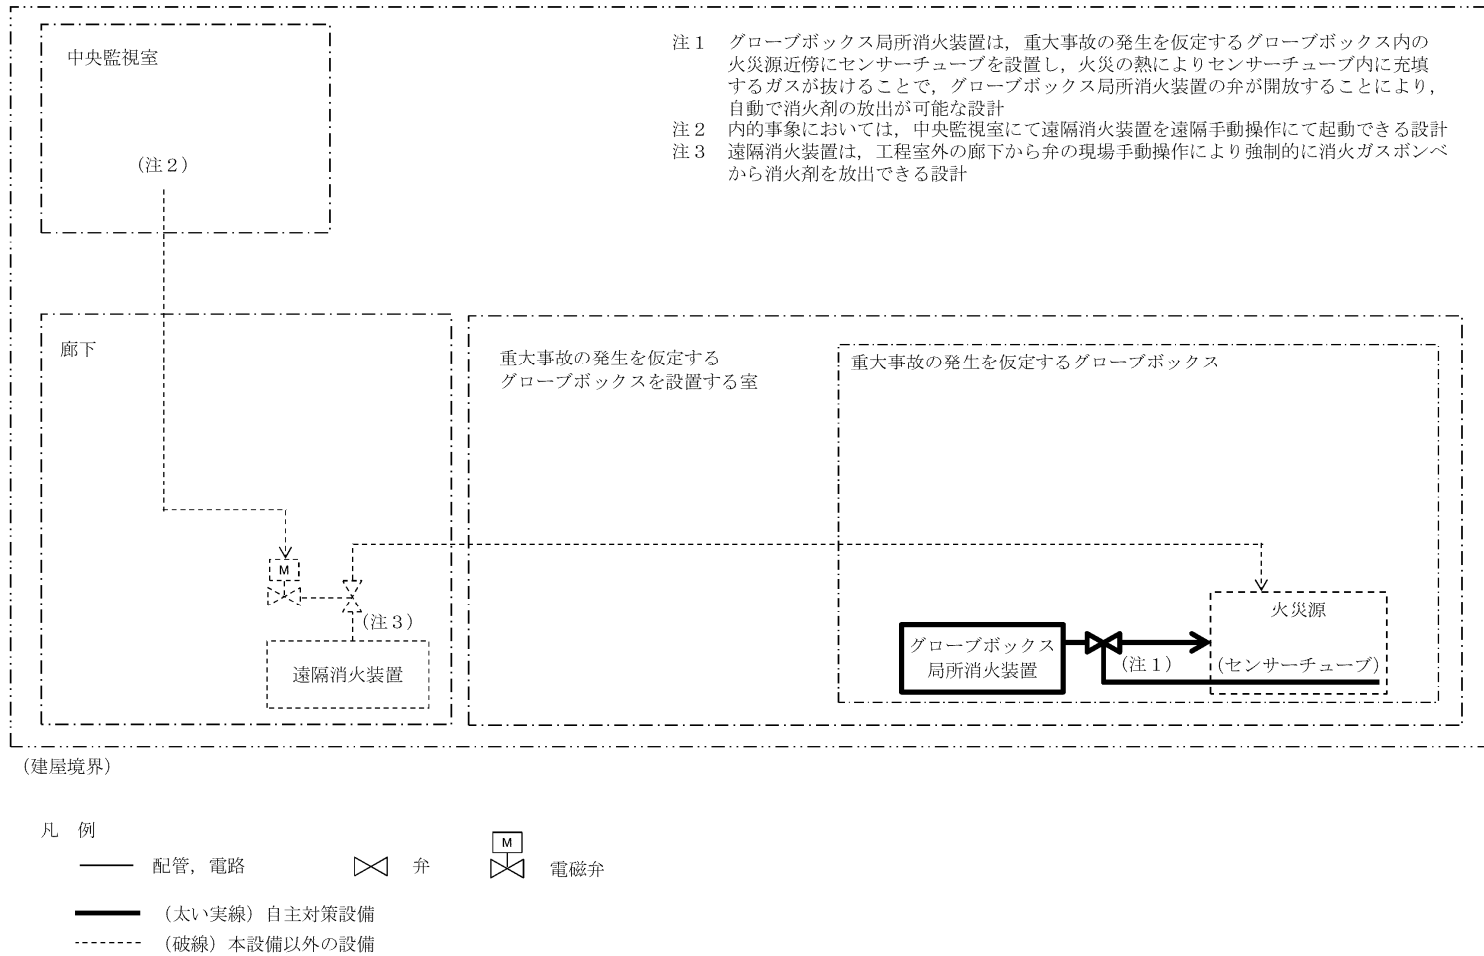 中央監視室
（注２）
注１　グローブボックス局所消火装置は，重大事故の発生を仮定するグローブボックス内の
火災源近傍にセンサーチューブを設置し，火災の熱によりセンサーチューブ内に充填
するガスが抜けることで，グローブボックス局所消火装置の弁が開放することにより，
自動で消火剤の放出が可能な設計
注２　内的事象においては，中央監視室にて遠隔消火装置を遠隔手動操作にて起動できる設計
注３　遠隔消火装置は，工程室外の廊下から弁の現場手動操作により強制的に消火ガスボンベ
から消火剤を放出できる設計
廊下
重大事故の発生を仮定する
グローブボックスを設置する室
重大事故の発生を仮定するグローブボックス
M
（注３）
遠隔消火装置
グローブボックス
局所消火装置
（注１）
火災源
（センサーチューブ）
（建屋境界）
凡　例
配管，電路
弁
M
電磁弁
（太い実線）自主対策設備
（破線）本設備以外の設備